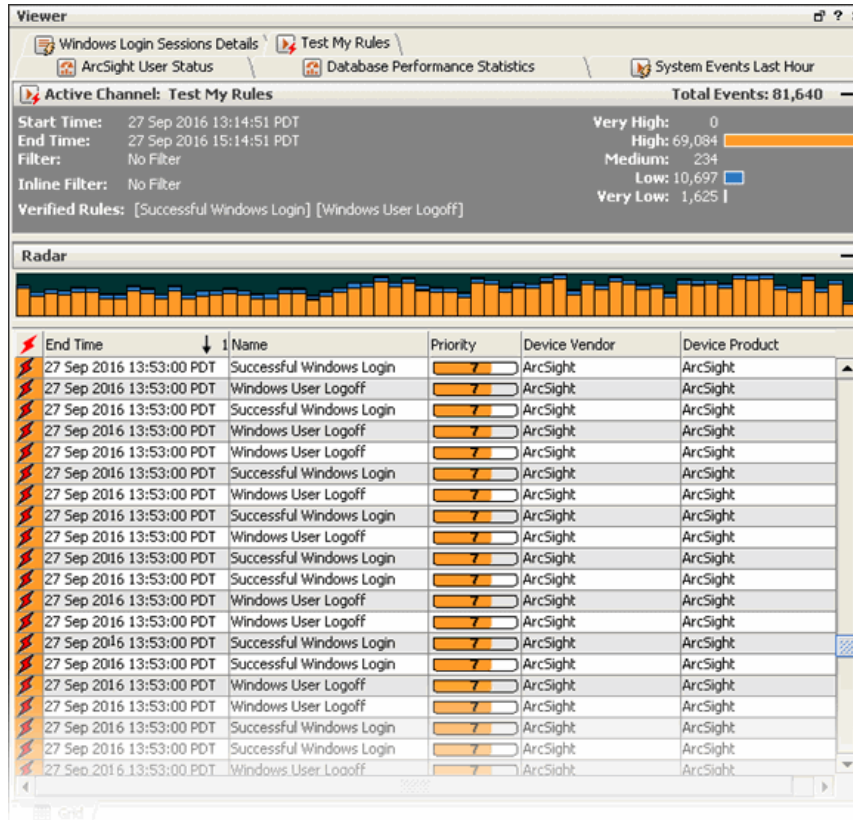 Viewer
Windows Login Sessions Details Test My Rules
ArcSight User Status Database Performance Statistics System Events Last Hour
Active Channel: Test My Rules Total Events: 81,640
Start Time: 27 Sep 2016 13:14:51 PDT Very High: 0
End Time: 27 Sep 2016 15:14:51 PDT High: 69,084
Filter: No Filter Medium: 234
Inline Filter: No Filter Low: 10,697
Verified Rules: [Successful Windows Login] [Windows User Logoff] Very Low: 1,625
Radar
End Time 1 Name Priority Device Vendor Device Product
27 Sep 2016 13:53:00 PDT Successful Windows Login 7 ArcSight ArcSight
27 Sep 2016 13:53:00 PDT Windows User Logoff 7 ArcSight ArcSight
27 Sep 2016 13:53:00 PDT Successful Windows Login 7 ArcSight ArcSight
27 Sep 2016 13:53:00 PDT Windows User Logoff 7 ArcSight ArcSight
27 Sep 2016 13:53:00 PDT Successful Windows Login 7 ArcSight ArcSight
27 Sep 2016 13:53:00 PDT Windows User Logoff 7 ArcSight ArcSight
27 Sep 2016 13:53:00 PDT Successful Windows Login 7 ArcSight ArcSight
27 Sep 2016 13:53:00 PDT Windows User Logoff 7 ArcSight ArcSight
27 Sep 2016 13:53:00 PDT Successful Windows Login 7 ArcSight ArcSight
27 Sep 2016 13:53:00 PDT Successful Windows Login 7 ArcSight ArcSight
27 Sep 2016 13:53:00 PDT Windows User Logoff 7 ArcSight ArcSight
27 Sep 2016 13:53:00 PDT Windows User Logoff 7 ArcSight ArcSight
27 Sep 2016 13:53:00 PDT Successful Windows Login 7 ArcSight ArcSight
27 Sep 2016 13:53:00 PDT Successful Windows Login 7 ArcSight ArcSight
27 Sep 2016 13:53:00 PDT Windows User Logoff 7 ArcSight ArcSight
27 Sep 2016 13:53:00 PDT Windows User Logoff 7 ArcSight ArcSight
27 Sep 2016 13:53:00 PDT Successful Windows Login 7 ArcSight ArcSight
27 Sep 2016 13:53:00 PDT Successful Windows Login 7 ArcSight ArcSight
27 Sep 2016 13:53:00 PDT Windows User Logoff 7 ArcSight ArcSight
Grid